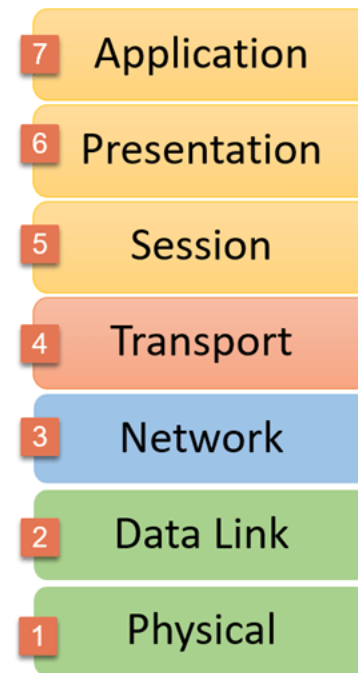 7 Application
6 Presentation
5 Session
4 Transport
3 Network
2 Data Link
1 Physical